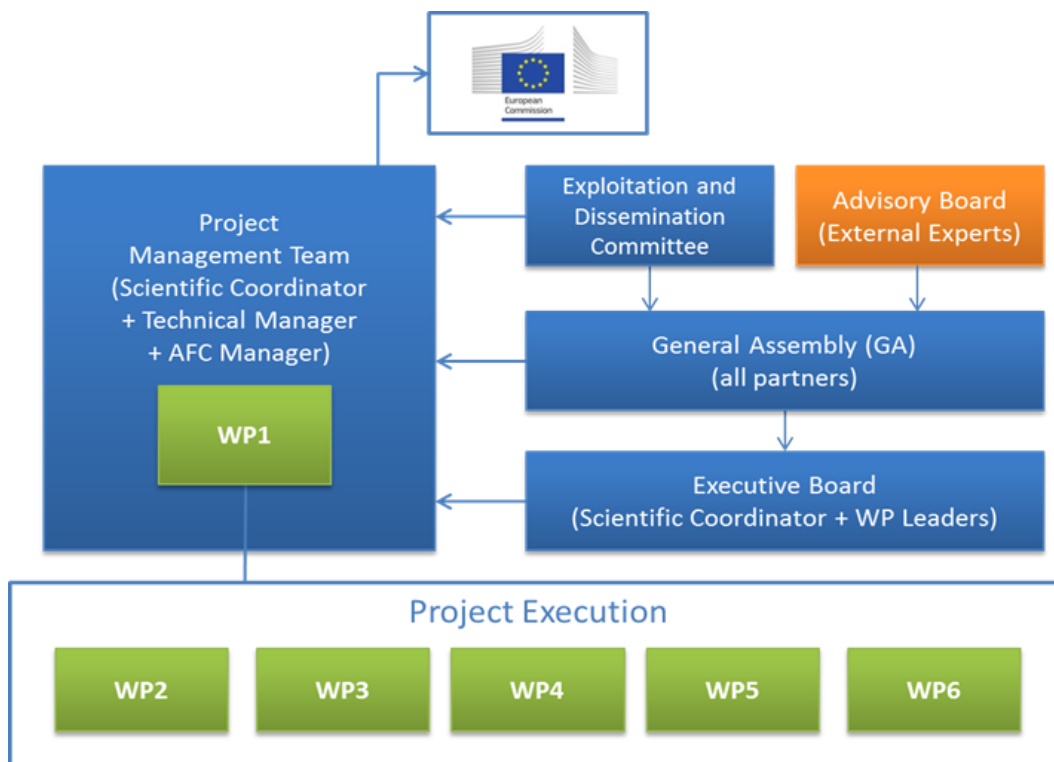 European
Commission
Project
Management Team
(Scientific Coordinator
+ Technical Manager
+ AFC Manager)
WP1
Exploitation and
Dissemination
Committee
Advisory Board
(External Experts)
General Assembly (GA)
(all partners)
Executive Board
(Scientific Coordinator + WP Leaders)
Project Execution
WP2
WP3
WP4
WP5
WP6